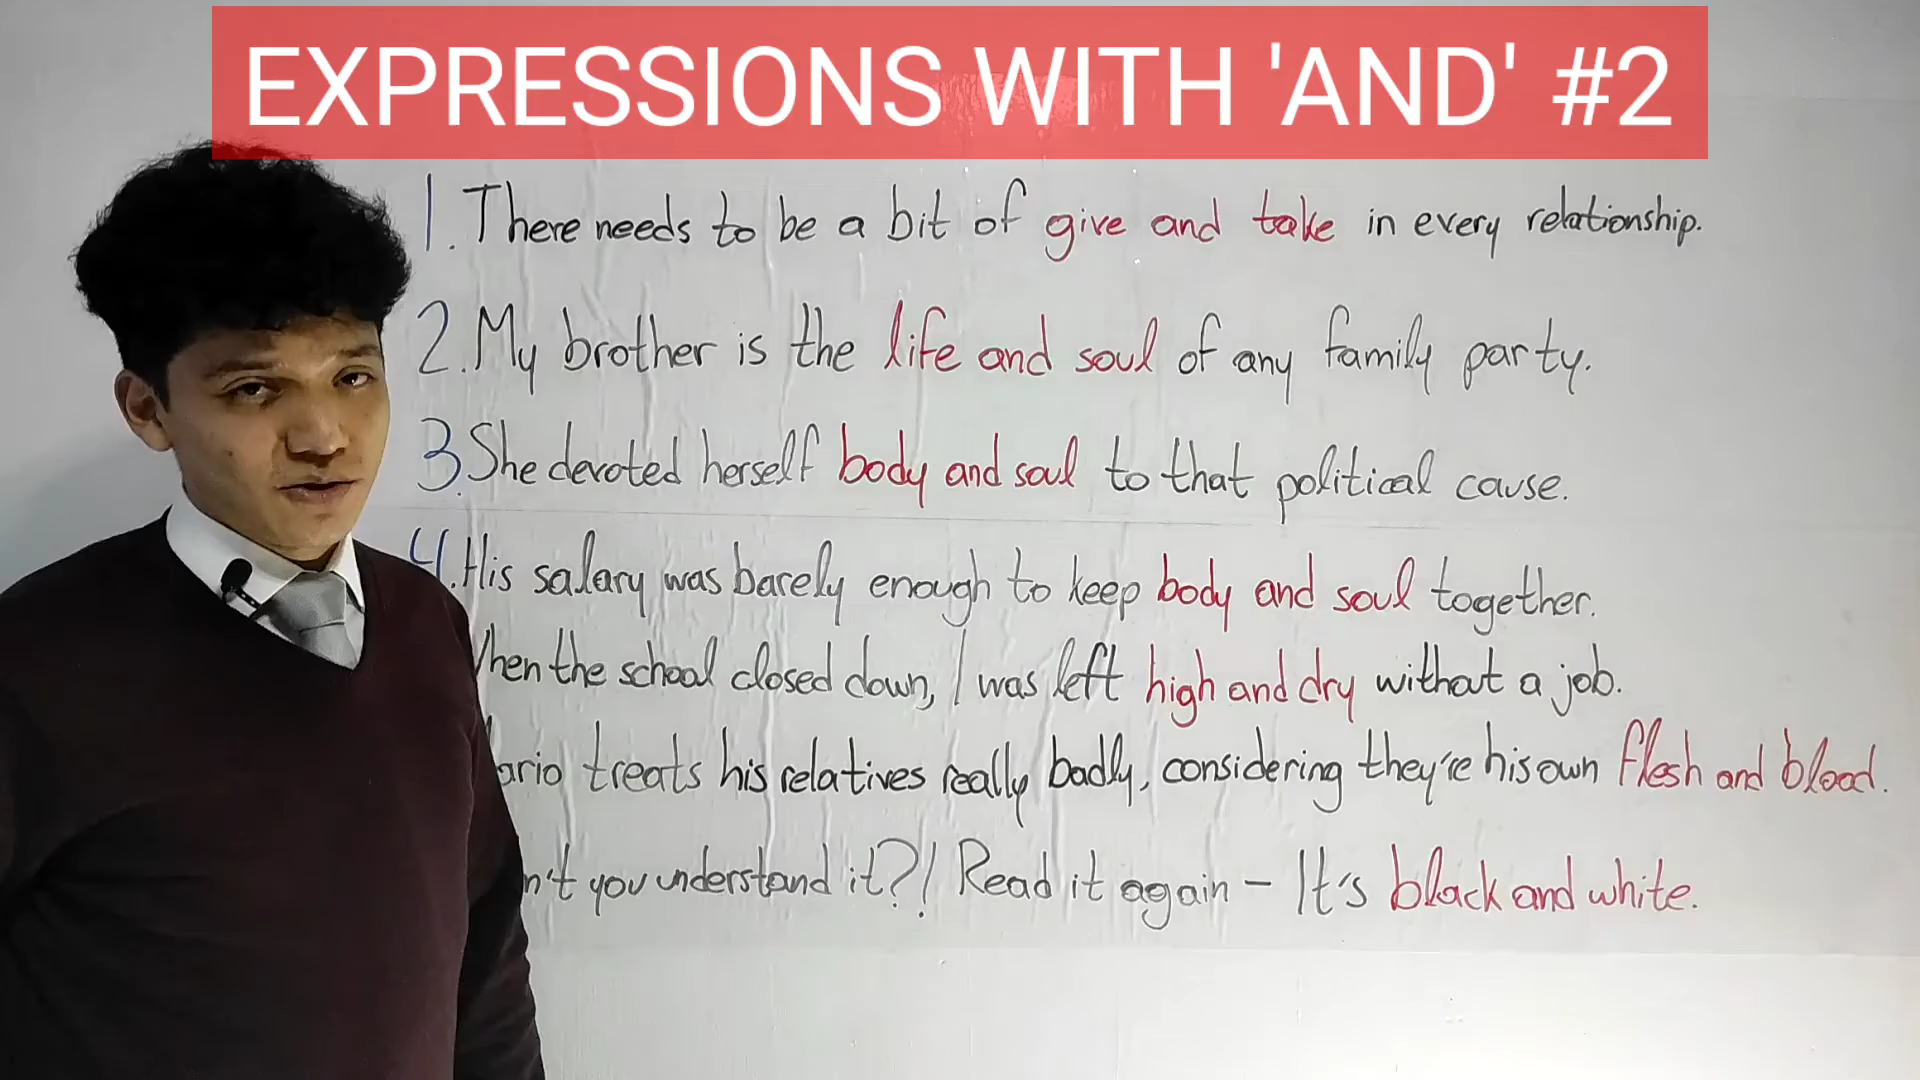 EXPRESSIONS WITH 'AND' #2
1. There needs to be a bit of give and take in every relationship.
2. My brother is the life and soul of any family party.
3. She devoted herself body and soul to that political cause.
4. His salary was barely enough to keep body and soul together.
hen the school closed down, I was left high and dry without a job.
ario treats his relatives really badly, considering they're his own flesh and blood.
n't you understand it?! Read it again - It's black and white.